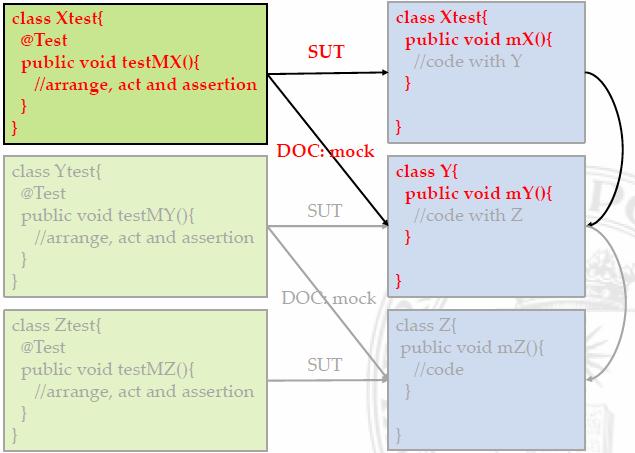 class Xtest{
@Test
public void testMX(){
//arrange, act and assertion
}
}
SUT
class Xtest{
public void mX(){
//code with Y
}
}
DOC: mock
class Ytest{
@Test
public void testMY(){
//arrange, act and assertion
}
}
SUT
class Y{
public void mY(){
//code with Z
}
}
DOC: mock
class Ztest{
@Test
public void testMZ(){
//arrange, act and assertion
}
}
SUT
class Z{
public void mZ(){
//code
}
}